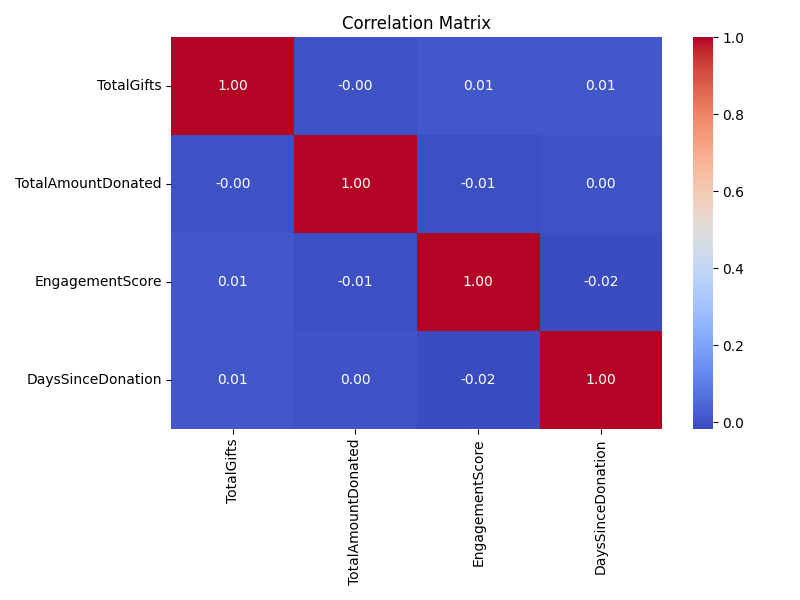 Correlation Matrix
TotalGifts 1.00 -0.00 0.01 0.01
TotalAmountDonated -0.00 1.00 -0.01 0.00
EngagementScore 0.01 -0.01 1.00 -0.02
DaysSinceDonation 0.01 0.00 -0.02 1.00
TotalGifts
TotalAmountDonated
EngagementScore
DaysSinceDonation
1.0
0.8
0.6
0.4
0.2
0.0